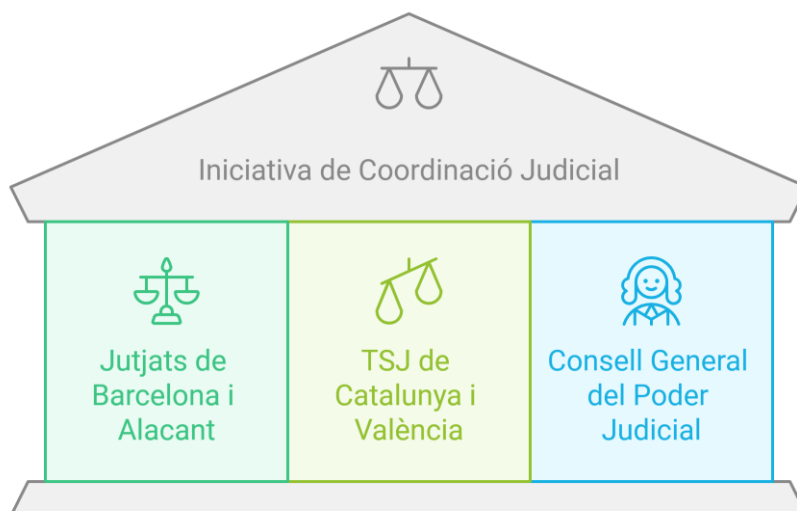 Iniciativa de Coordinació Judicial
Jutjats de
Barcelona i
Alacant
TSJ de
Catalunya i
València
Consell General
del Poder
Judicial